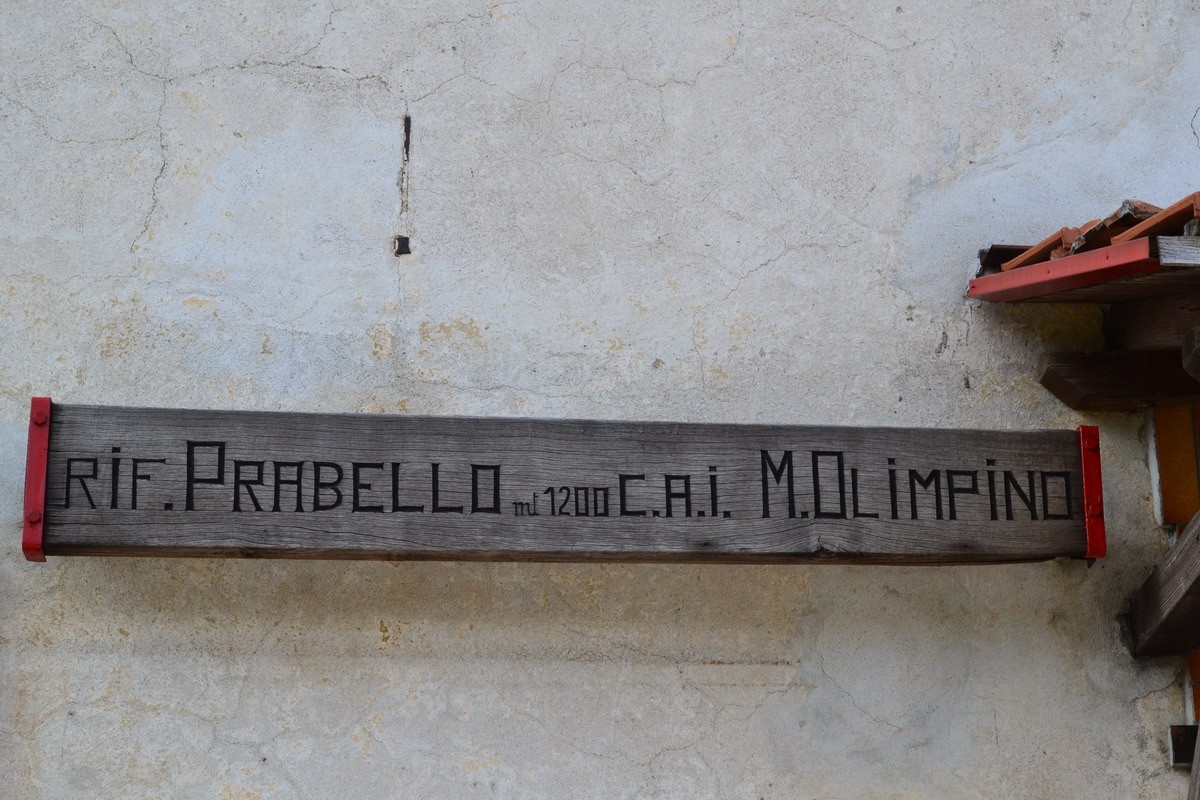 RiF. PRABELLO mt 1200 C.A.i. M.OLiMPiNO